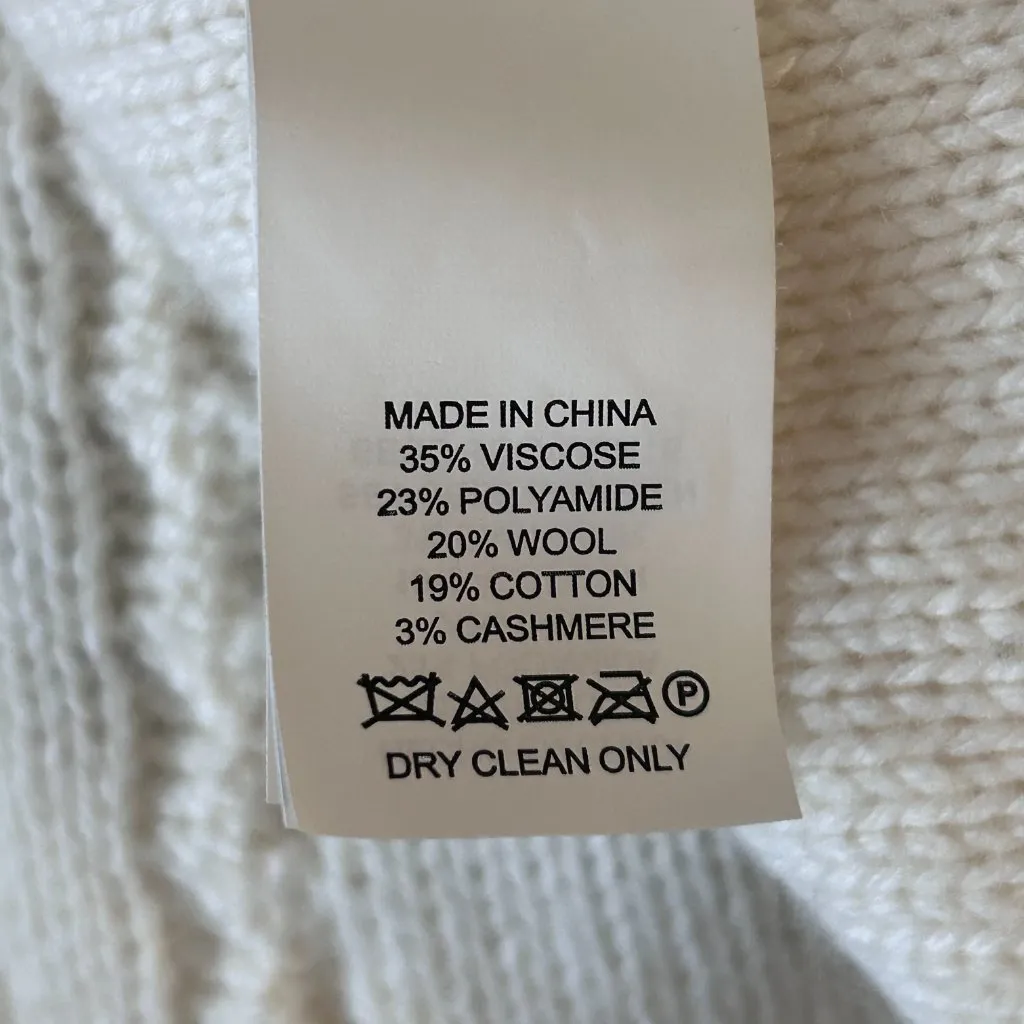 MADE IN CHINA
35% VISCOSE
23% POLYAMIDE
20% WOOL
19% COTTON
3% CASHMERE
P
DRY CLEAN ONLY